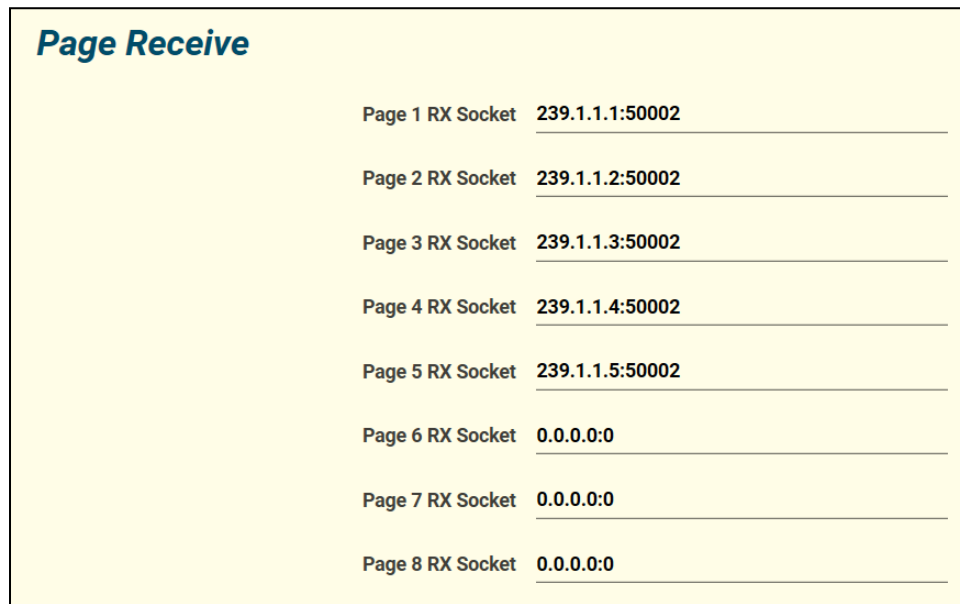 Page Receive
Page 1 RX Socket 239.1.1.1:50002
Page 2 RX Socket 239.1.1.2:50002
Page 3 RX Socket 239.1.1.3:50002
Page 4 RX Socket 239.1.1.4:50002
Page 5 RX Socket 239.1.1.5:50002
Page 6 RX Socket 0.0.0.0:0
Page 7 RX Socket 0.0.0.0:0
Page 8 RX Socket 0.0.0.0:0